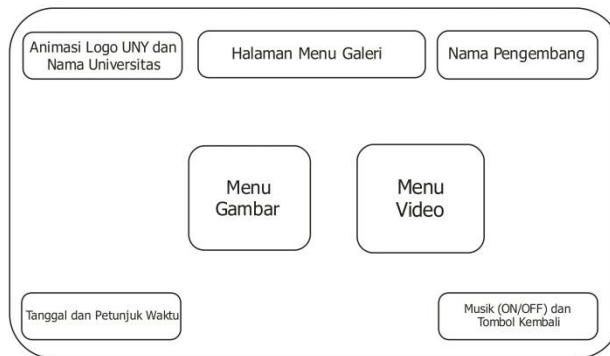 Animasi Logo UNY dan
Nama Universitas
Halaman Menu Galeri
Nama Pengembang
Menu
Gambar
Menu
Video
Tanggal dan Petunjuk Waktu
Musik (ON/OFF) dan
Tombol Kembali